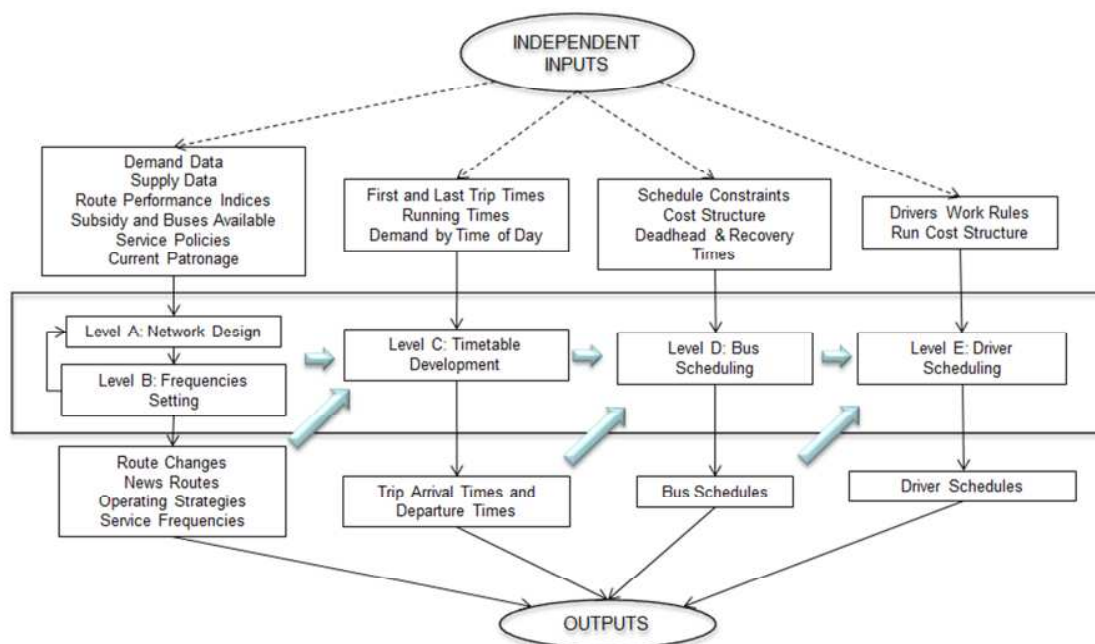 INDEPENDENT
INPUTS
Demand Data
Supply Data
Route Performance Indices
Subsidy and Buses Available
Service Policies
Current Patronage
First and Last Trip Times
Running Times
Demand by Time of Day
Schedule Constraints
Cost Structure
Deadhead & Recovery
Times
Drivers Work Rules
Run Cost Structure
Level A: Network Design
Level B: Frequencies
Setting
Level C: Timetable
Development
Level D: Bus
Scheduling
Level E: Driver
Scheduling
Route Changes
News Routes
Operating Strategies
Service Frequencies
Trip Arrival Times and
Departure Times
Bus Schedules
Driver Schedules
OUTPUTS